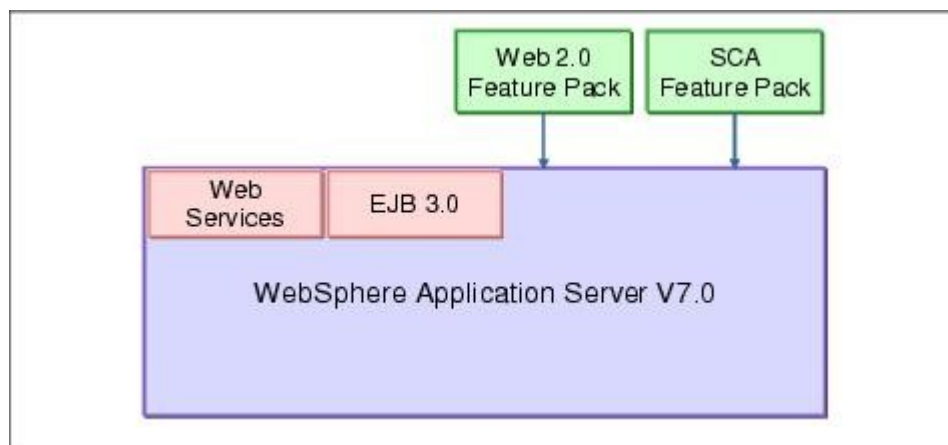 Web 2.0
Feature Pack
SCA
Feature Pack
Web
Services
EJB 3.0
WebSphere Application Server V7.0